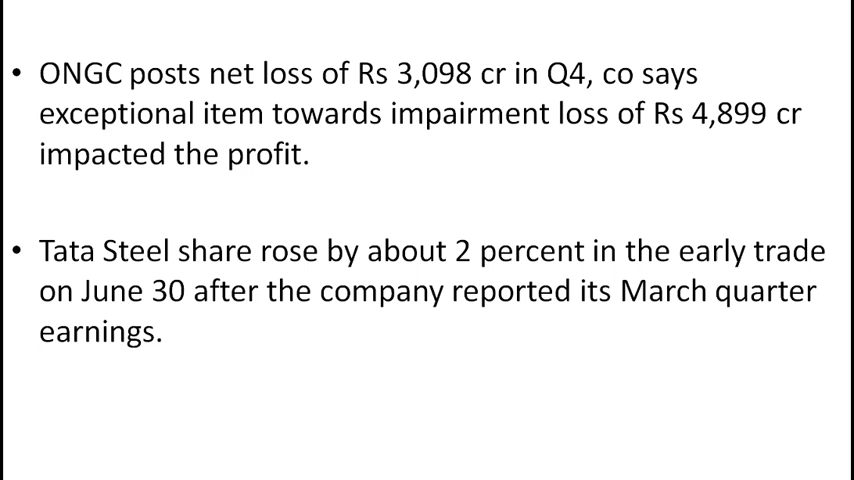 • ONGC posts net loss of Rs 3,098 cr in Q4, co says
exceptional item towards impairment loss of Rs 4,899 cr
impacted the profit.
• Tata Steel share rose by about 2 percent in the early trade
on June 30 after the company reported its March quarter
earnings.